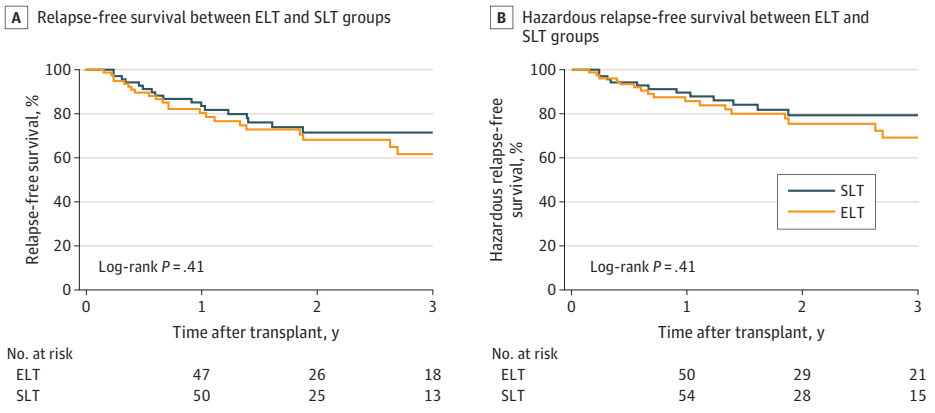 A Relapse-free survival between ELT and SLT groups
100
80
60
40
20
0
Relapse-free survival, %
Log-rank P = .41
0 1 2 3
Time after transplant, y
No. at risk
ELT 47 26 18
SLT 50 25 13
B Hazardous relapse-free survival between ELT and
SLT groups
100
80
60
40
20
0
Hazardous relapse-free
survival, %
SLT
ELT
Log-rank P = .41
0 1 2 3
Time after transplant, y
No. at risk
ELT 50 29 21
SLT 54 28 15